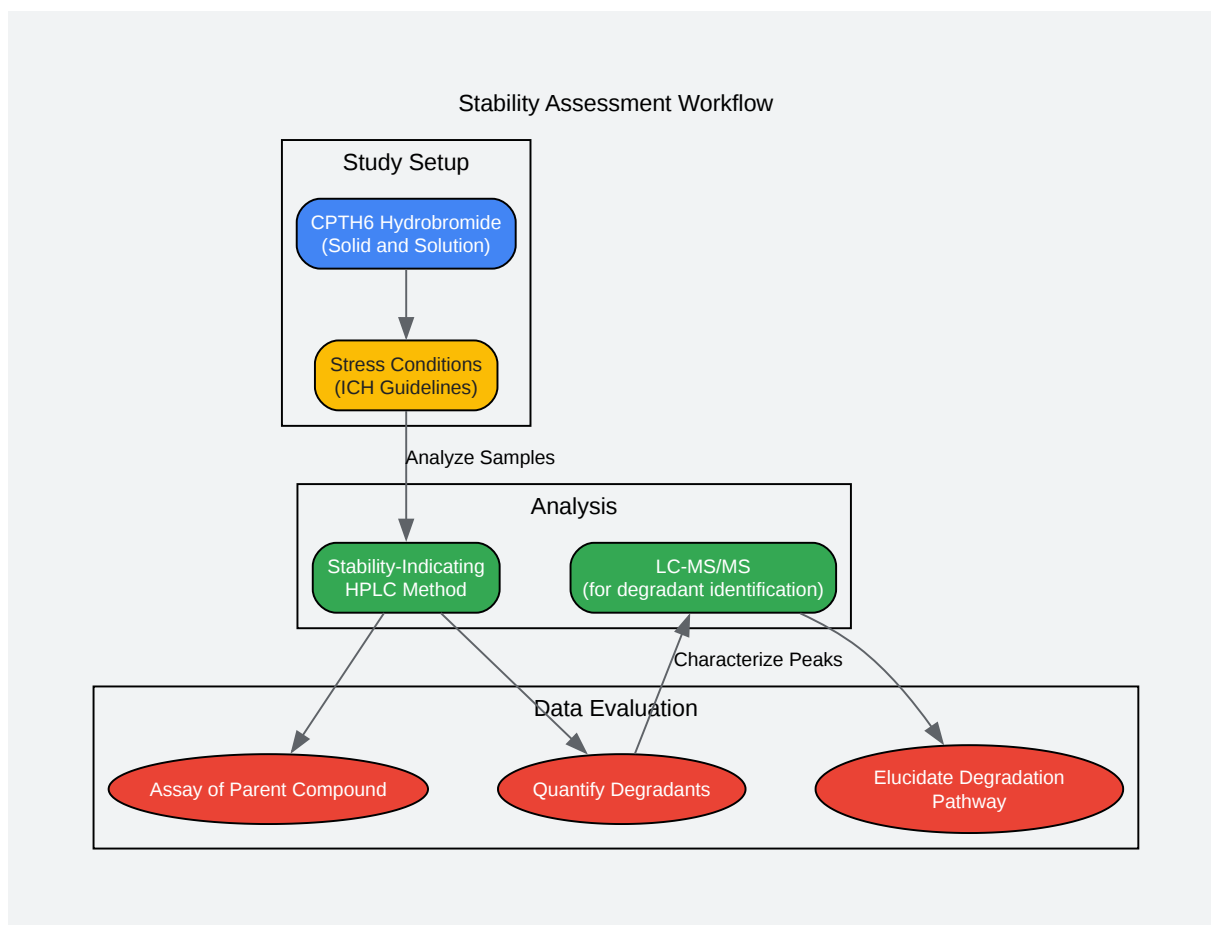 Stability Assessment Workflow
Study Setup
CPTH6 Hydrobromide
(Solid and Solution)
Stress Conditions
(ICH Guidelines)
Analyze Samples
Analysis
Stability-Indicating
HPLC Method
LC-MS/MS
(for degradant identification)
Characterize Peaks
Data Evaluation
Assay of Parent Compound
Quantify Degradants
Elucidate Degradation
Pathway